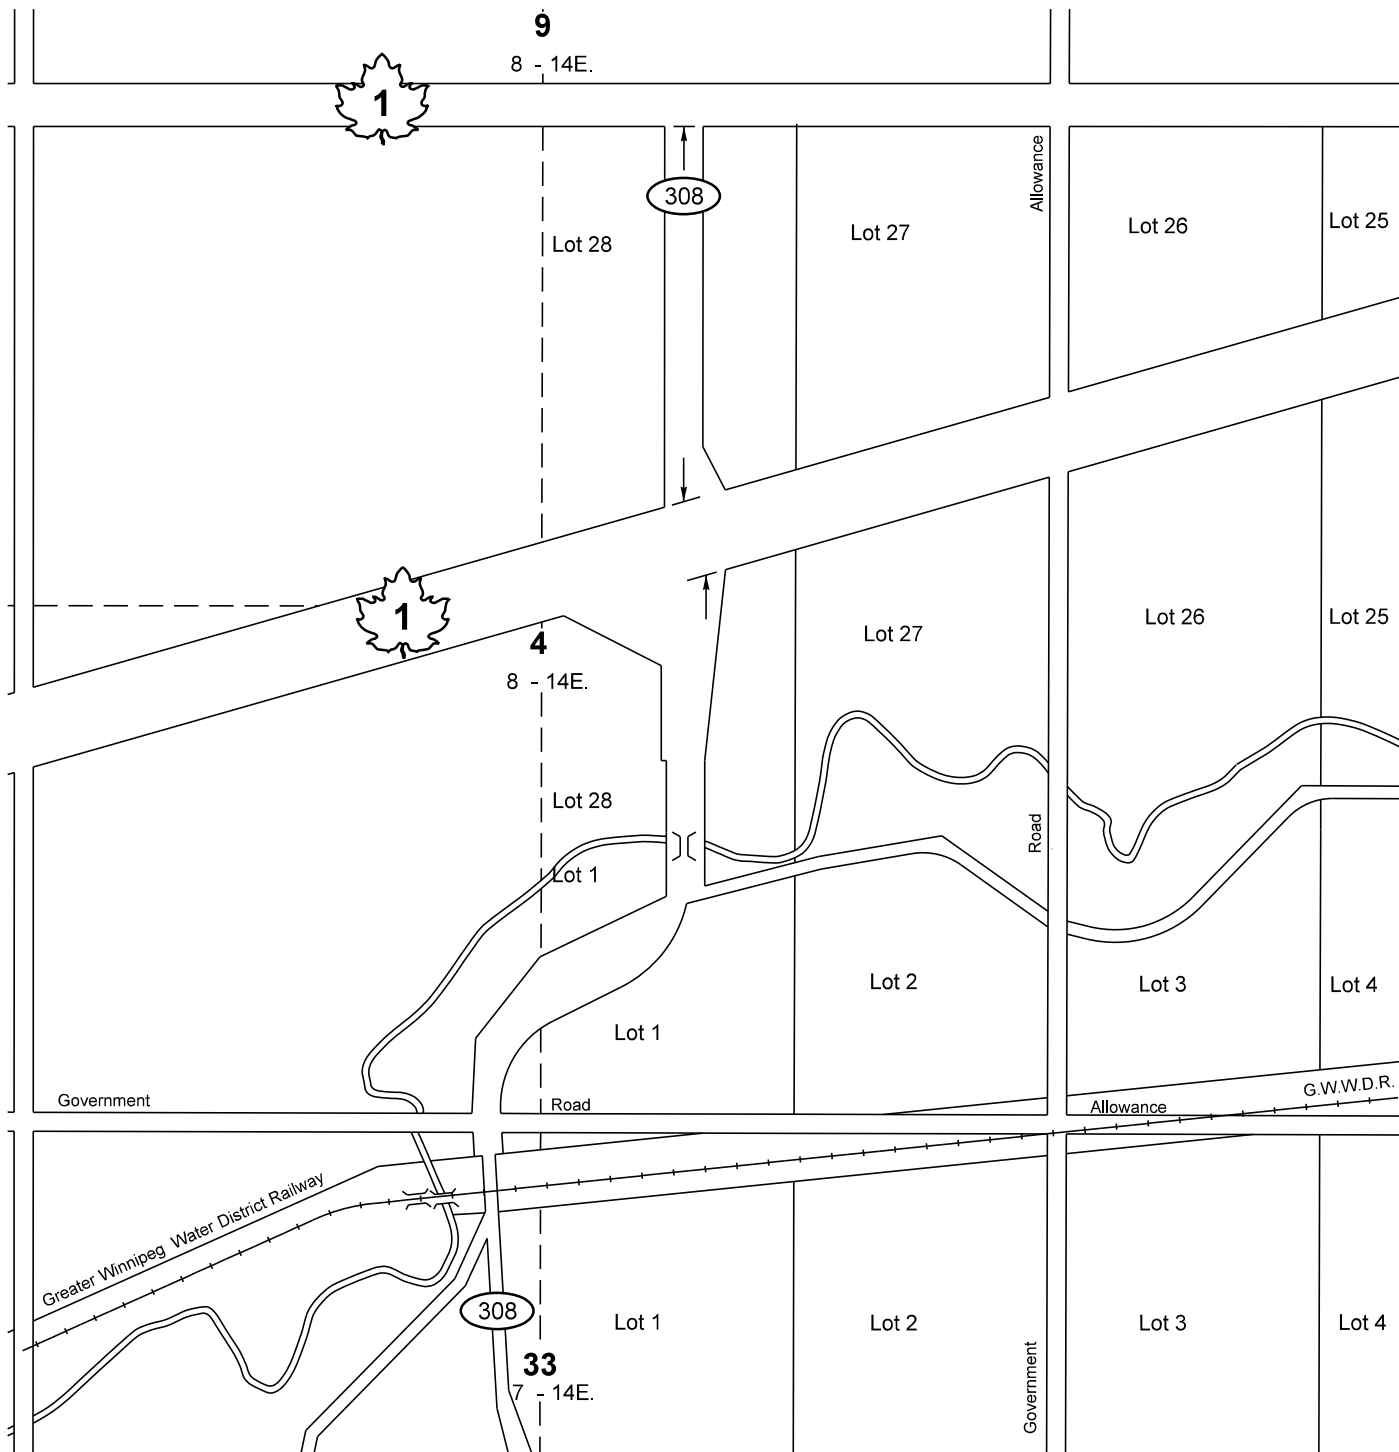 9
8 - 14E.
1
Allowance
308
Lot 28
Lot 27
Lot 26
Lot 25
1
4
8 - 14E.
Lot 27
Lot 26
Lot 25
Lot 28
Road
Lot 1
Lot 2
Lot 3
Lot 4
Lot 1
Government
Road
Allowance
G.W.W.D.R.
Greater Winnipeg Water District Railway
308
Lot 1
Lot 2
Lot 3
Lot 4
33
7 - 14E.
Government